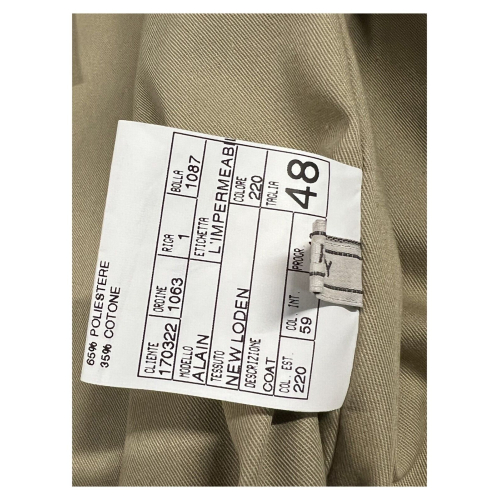 65% POLIESTERE
35% COTONE
CLIENTE ORDINE RIGA BOLLA
170322 1063 1 1087
MODELLO ETICHETTA
ALAIN L'IMPERMEABIL
TESSUTO COLORE
NEW LODEN 220
DESCRIZIONE TAGLIA
COAT 48
COL. EST. COL. INT. PROGR
220 59